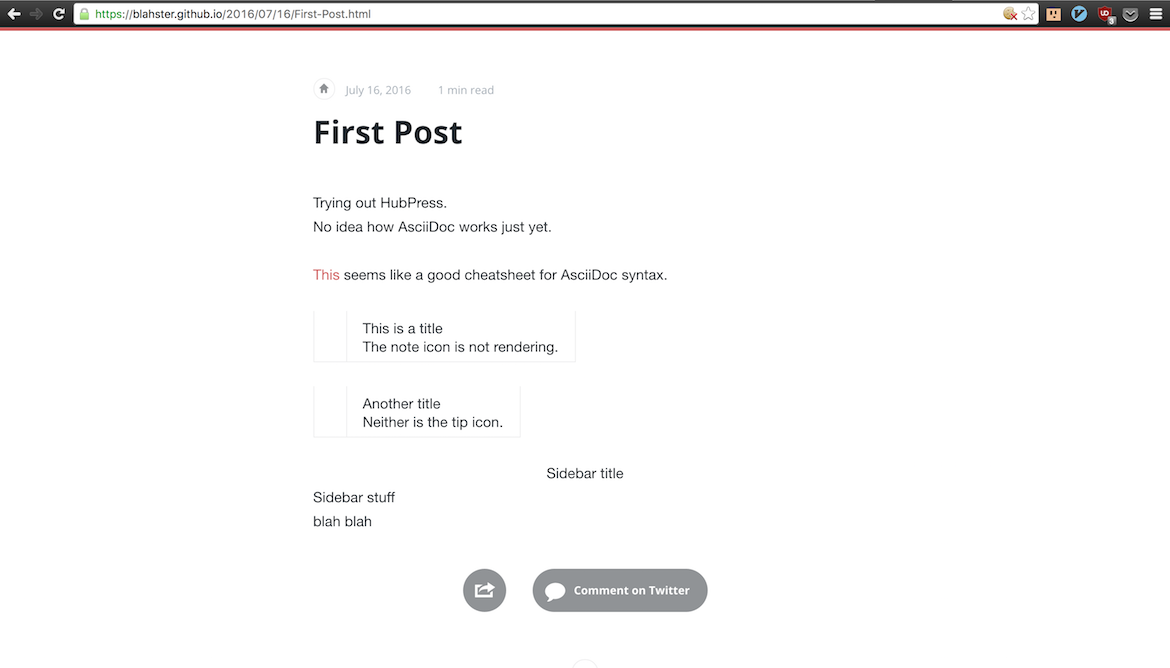 https://blahster.github.io/2016/07/16/First-Post.html
3
July 16, 2016 1 min read
First Post
Trying out HubPress.
No idea how AsciiDoc works just yet.
This seems like a good cheatsheet for AsciiDoc syntax.
This is a title
The note icon is not rendering.
Another title
Neither is the tip icon.
Sidebar title
Sidebar stuff
blah blah
Comment on Twitter